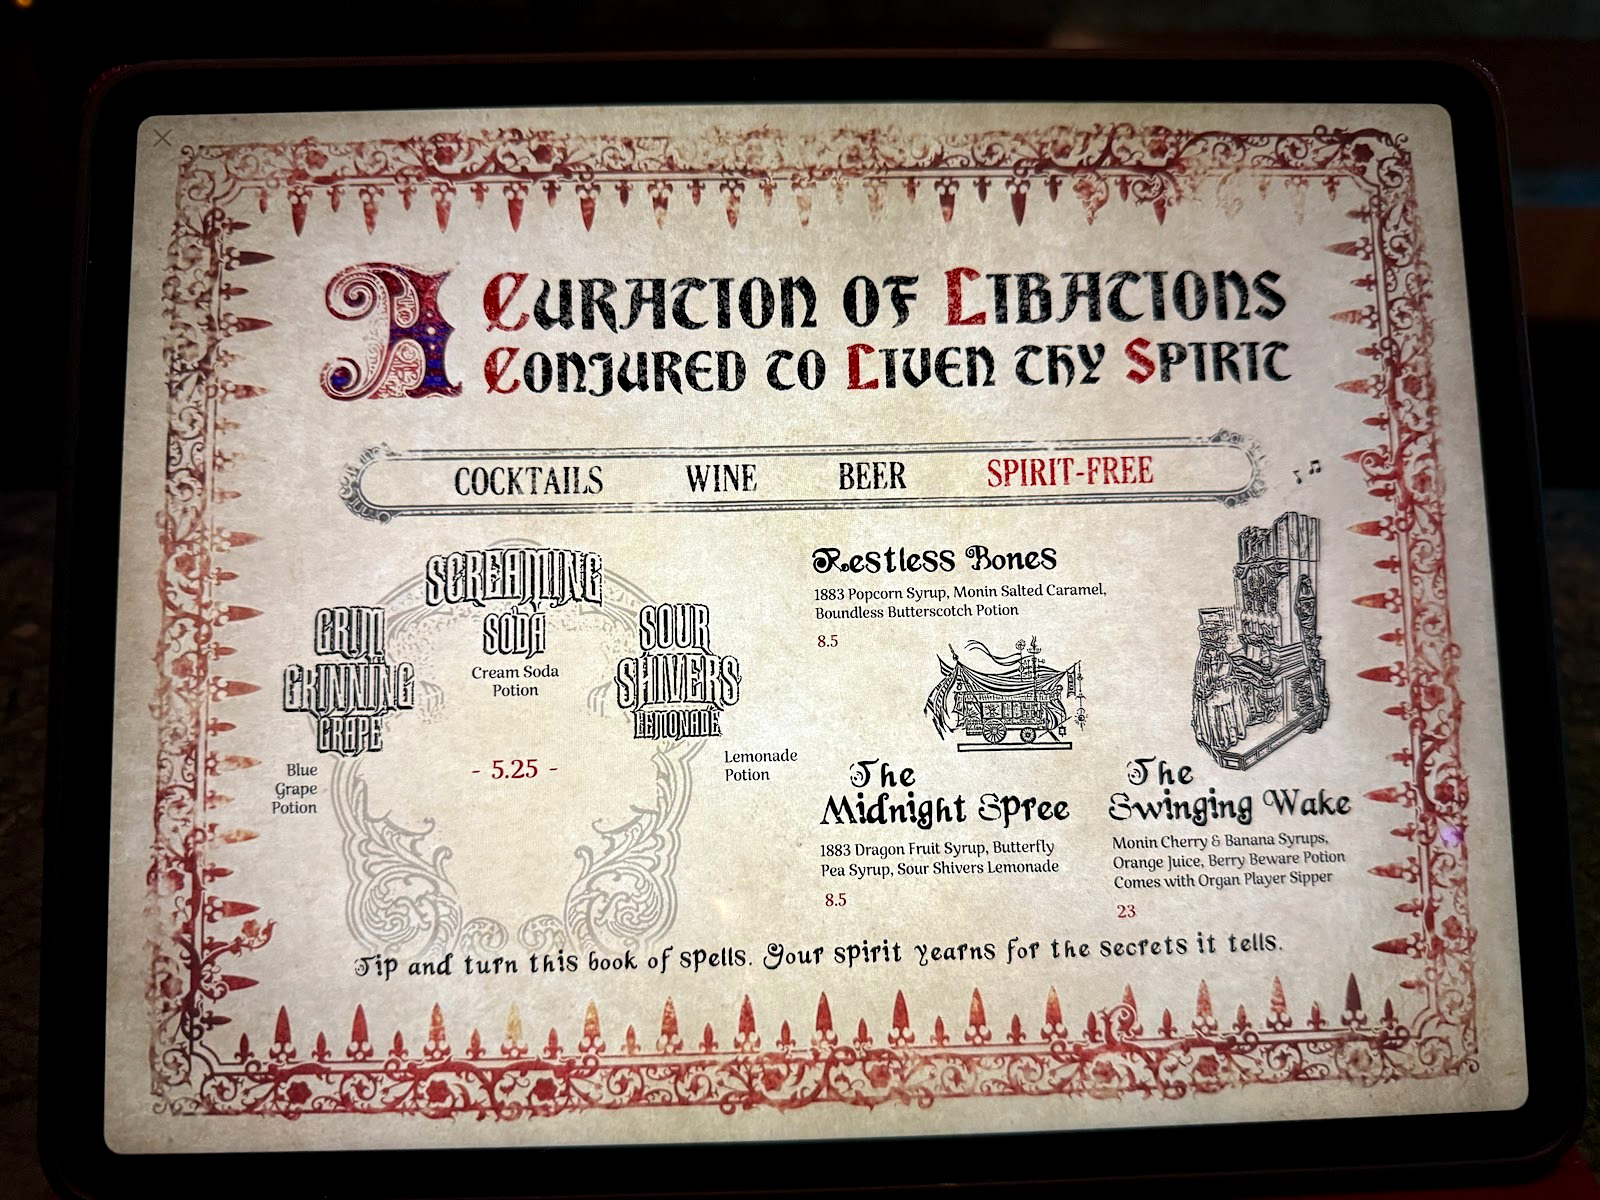 A CURATION OF LIBATIONS
CONJURED TO LIVEN THY SPIRIT
COCKTAILS WINE BEER SPIRIT-FREE
SCREAMING
SODA
Cream Soda
Potion
GRIM
GRINNING
GRAPE
Blue
Grape
Potion
SOUR
SHIVERS
LEMONADE
Lemonade
Potion
- 5.25 -
Restless Bones
1883 Popcorn Syrup, Monin Salted Caramel,
Boundless Butterscotch Potion
8.5
The
Midnight Spree
1883 Dragon Fruit Syrup, Butterfly
Pea Syrup, Sour Shivers Lemonade
8.5
The
Swinging Wake
Monin Cherry & Banana Syrups,
Orange Juice, Berry Beware Potion
Comes with Organ Player Sipper
23
Tip and turn this book of spells. Your spirit yearns for the secrets it tells.